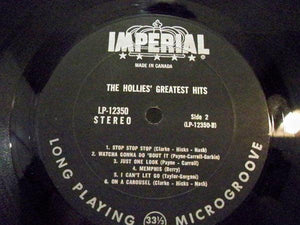 IMPERIAL
MADE IN CANADA
THE HOLLIES' GREATEST HITS
LP-12350
STEREO
Side 2
(LP-12350-B)
1. STOP STOP STOP (Clarke - Hicks - Nash)
2. WATCHA GONNA DO 'BOUT IT (Payne-Carroll-Gorbin)
3. JUST ONE LOOK (Payne - Carroll)
4. MEMPHIS (Berry)
5. I CAN'T LET GO (Taylor-Gorgoni)
6. ON A CAROUSEL (Clarke - Hicks - Nash)
LONG PLAYING 33⅓ MICROGROOVE